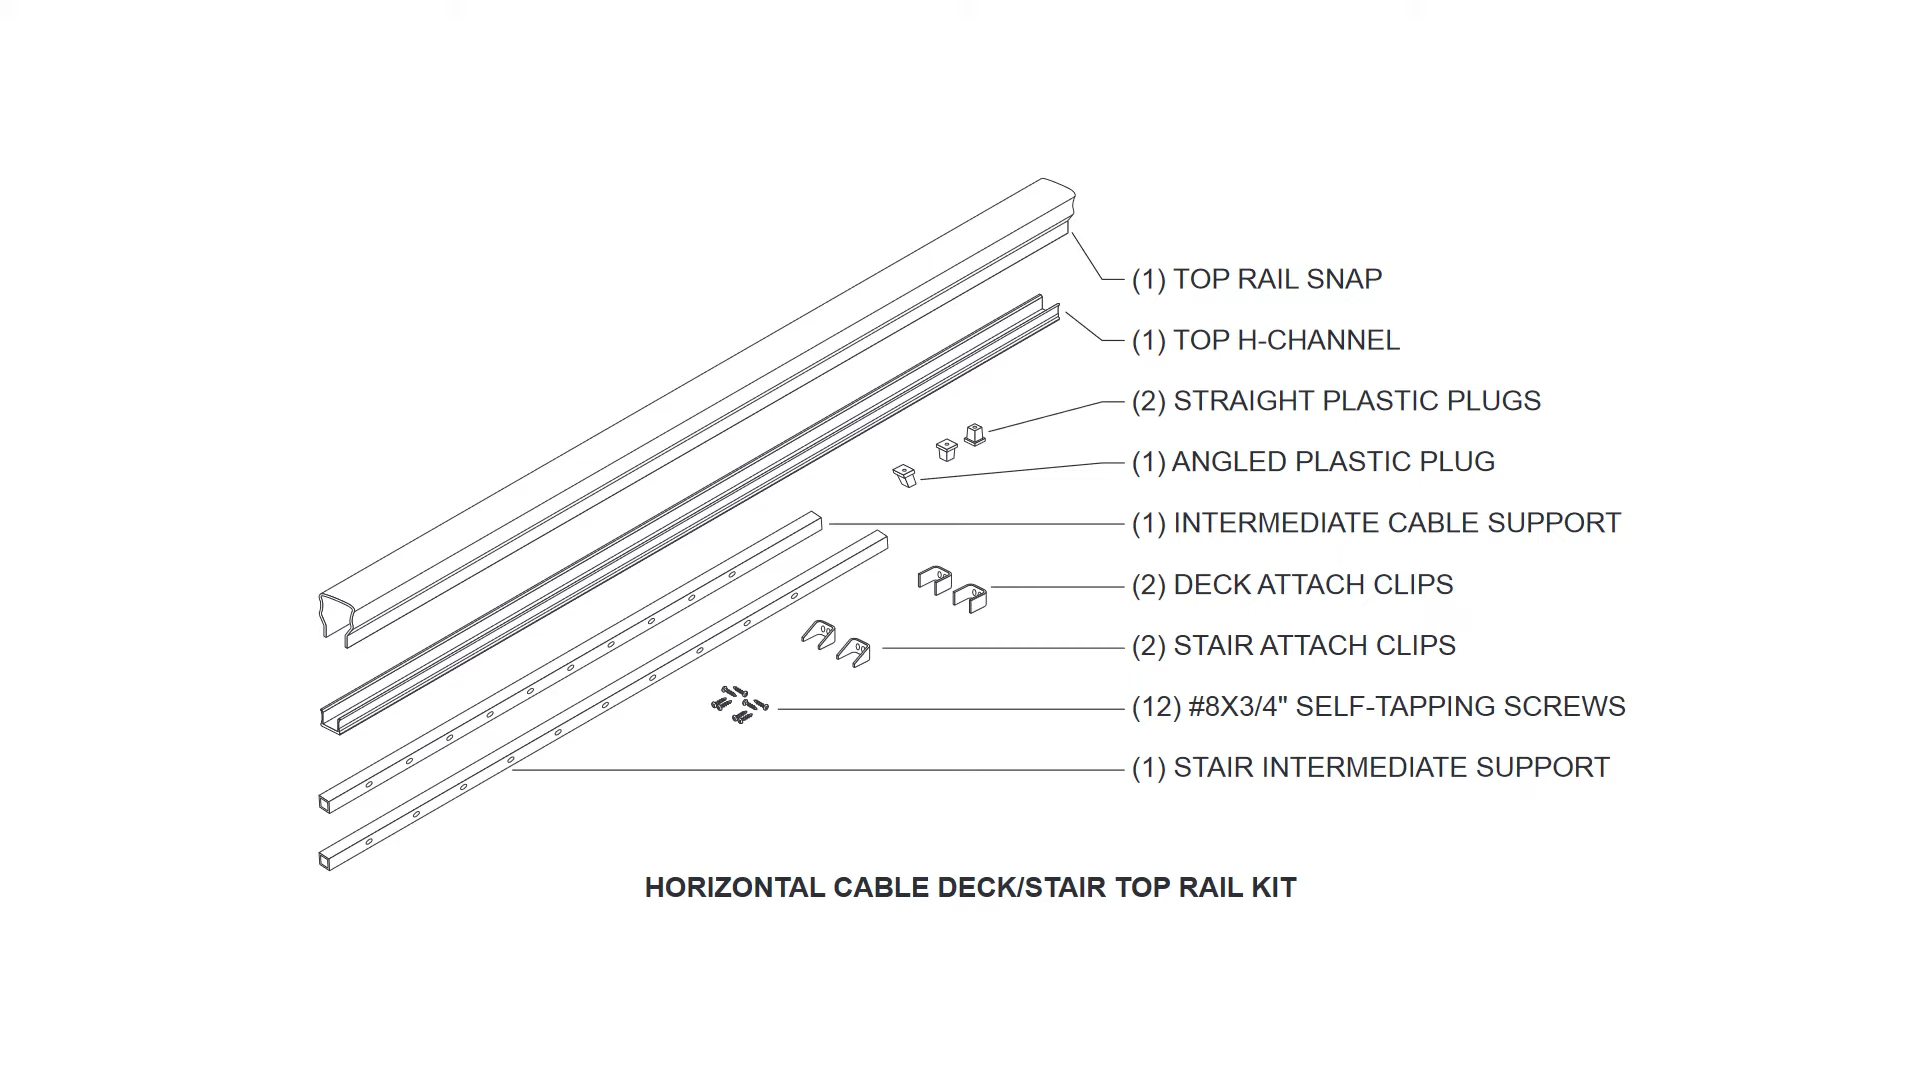 (1) TOP RAIL SNAP
(1) TOP H-CHANNEL
(2) STRAIGHT PLASTIC PLUGS
(1) ANGLED PLASTIC PLUG
(1) INTERMEDIATE CABLE SUPPORT
(2) DECK ATTACH CLIPS
(2) STAIR ATTACH CLIPS
(12) #8X3/4" SELF-TAPPING SCREWS
(1) STAIR INTERMEDIATE SUPPORT
HORIZONTAL CABLE DECK/STAIR TOP RAIL KIT